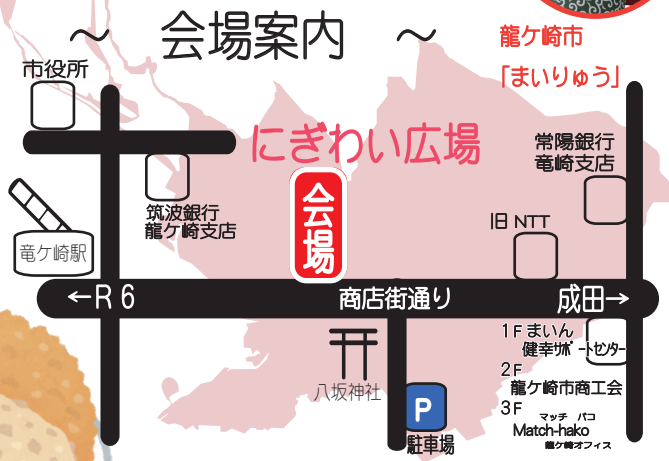 〜 会場案内 〜
龍ケ崎市
「まいりゅう」
市役所
にぎわい広場
常陽銀行
竜崎支店
会場
筑波銀行
龍ケ崎支店
旧 NTT
竜ケ崎駅
←R 6
商店街通り
成田→
1F まいん
健幸サポートセンター
2F
龍ケ崎市商工会
3F
マッチ バコ
Match-hako
龍ケ崎オフィス
八坂神社
P
駐車場